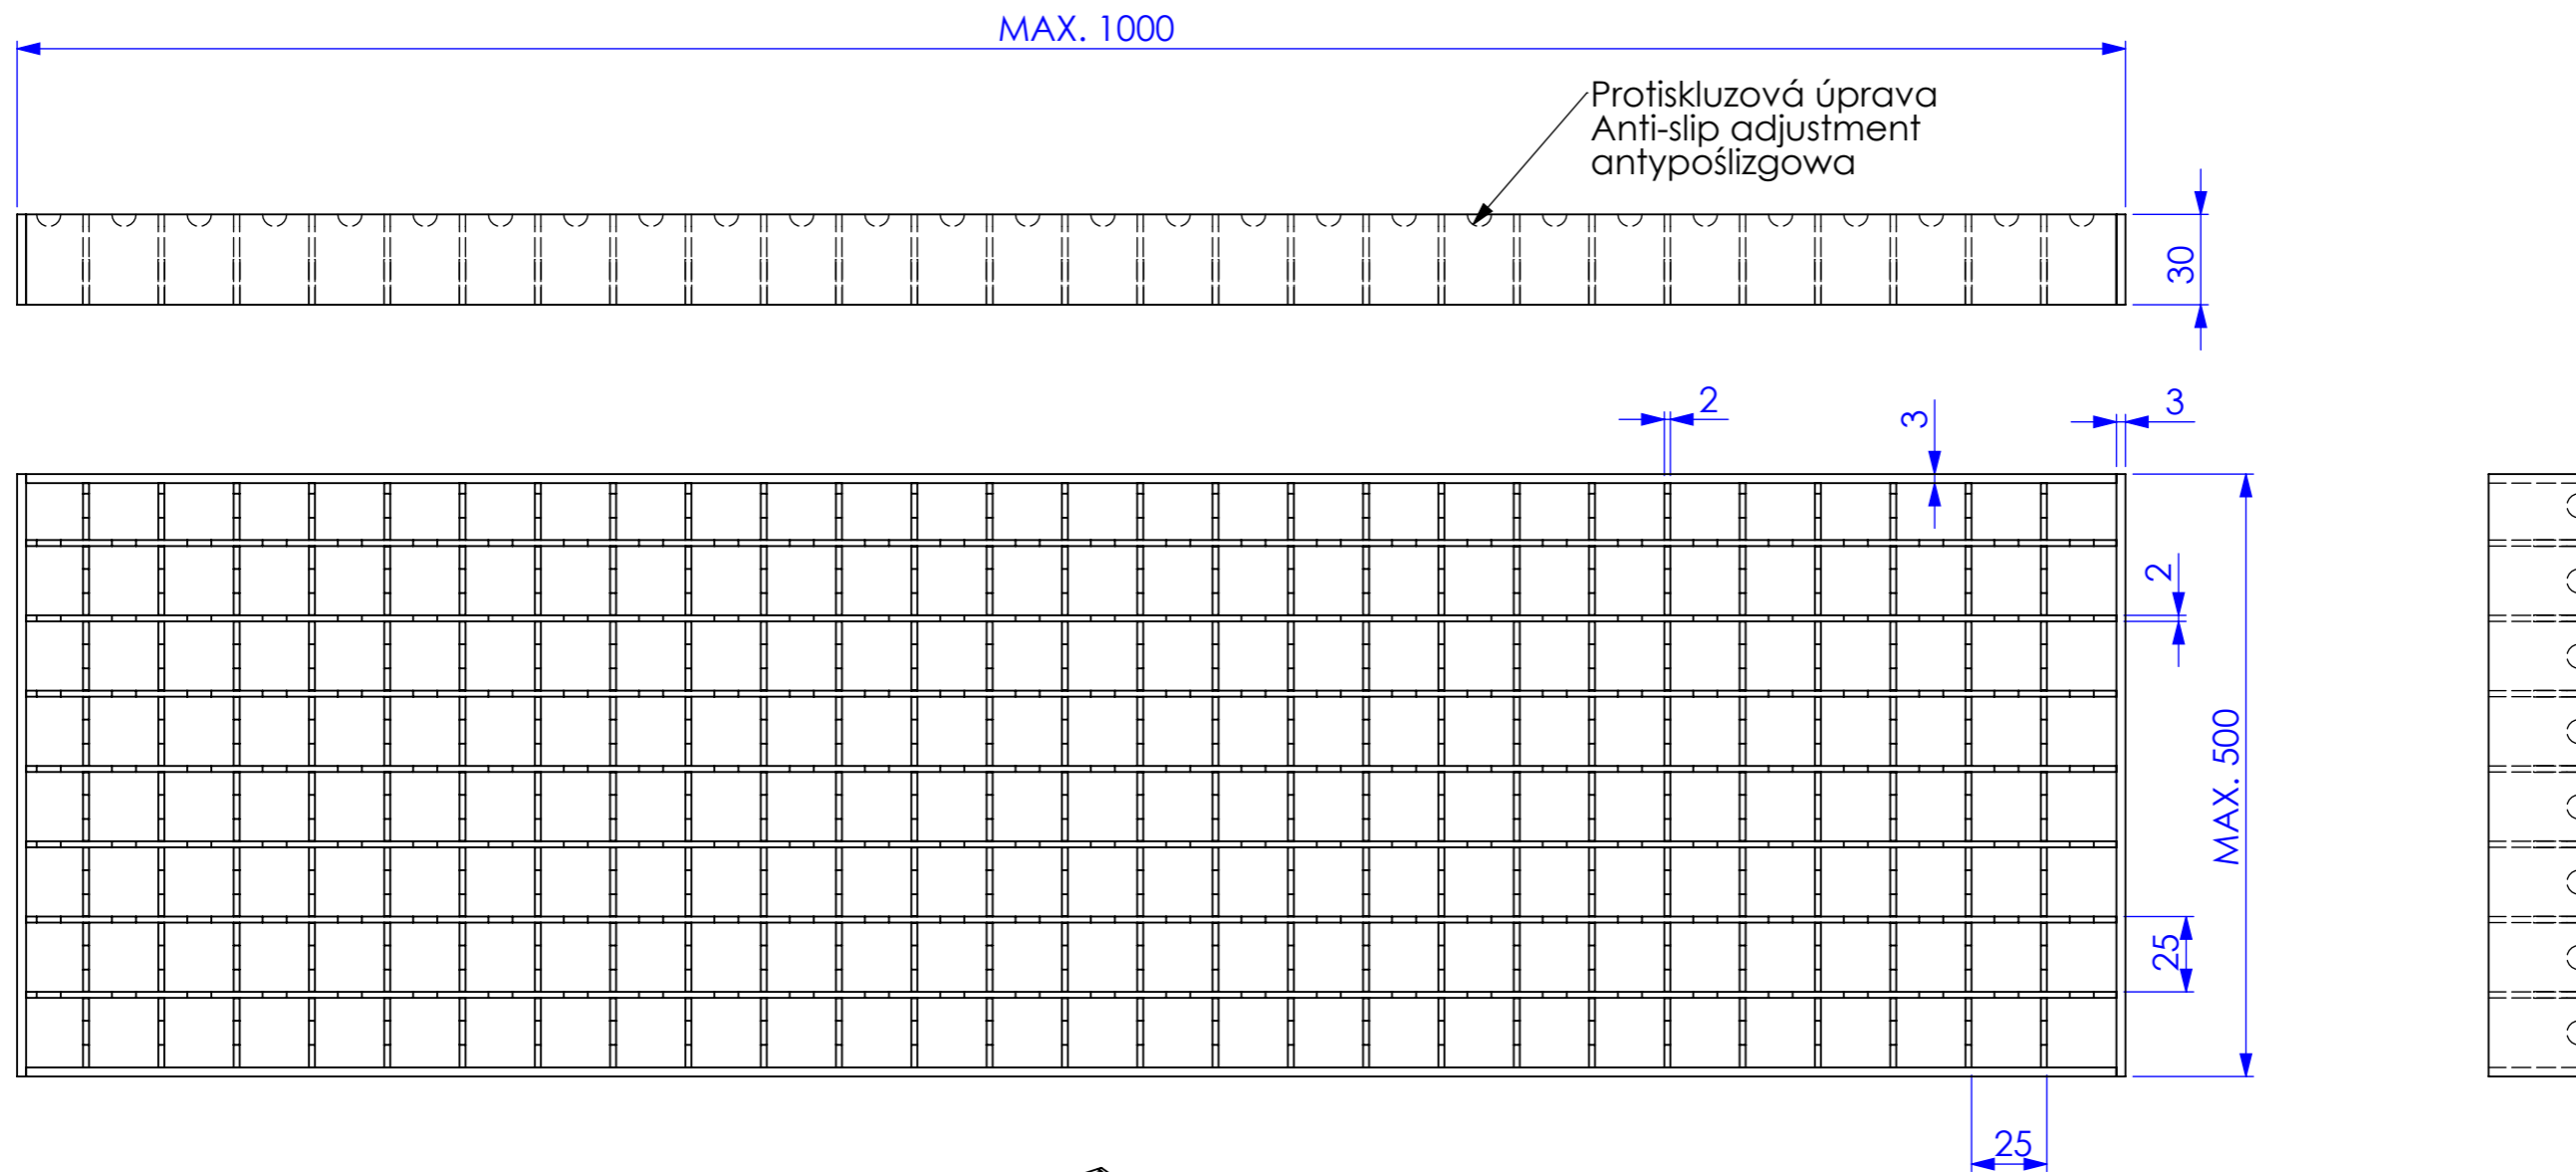 MAX. 1000
Protiskluzová úprava
Anti-slip adjustment
antypoślizgowa
30
2
3
3
2
MAX. 500
25
25